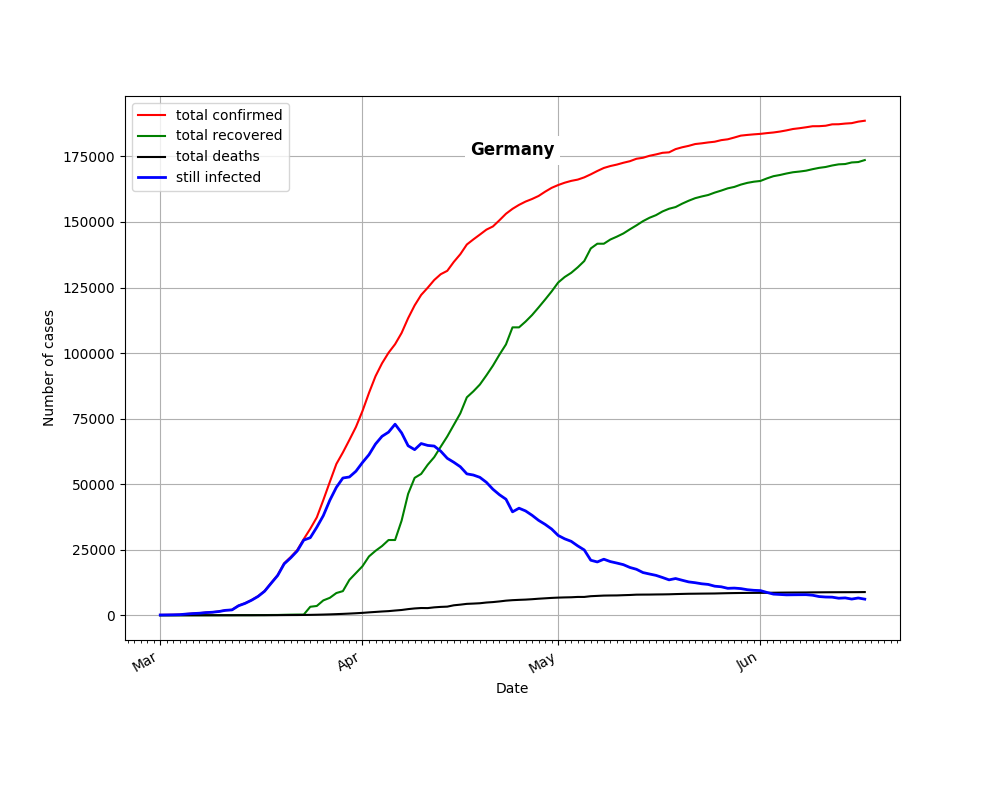 total confirmed
total recovered
total deaths
still infected
Germany
175000
150000
125000
100000
75000
50000
25000
0
Number of cases
Mar
Apr
May
Jun
Date